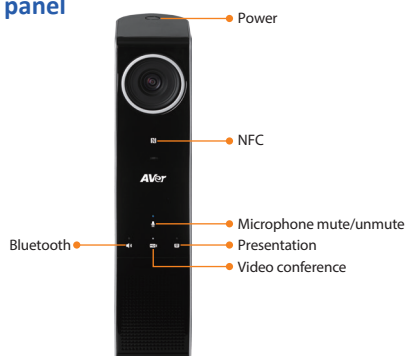 panel
Power
NFC
AVer
Microphone mute/unmute
Bluetooth
Presentation
Video conference